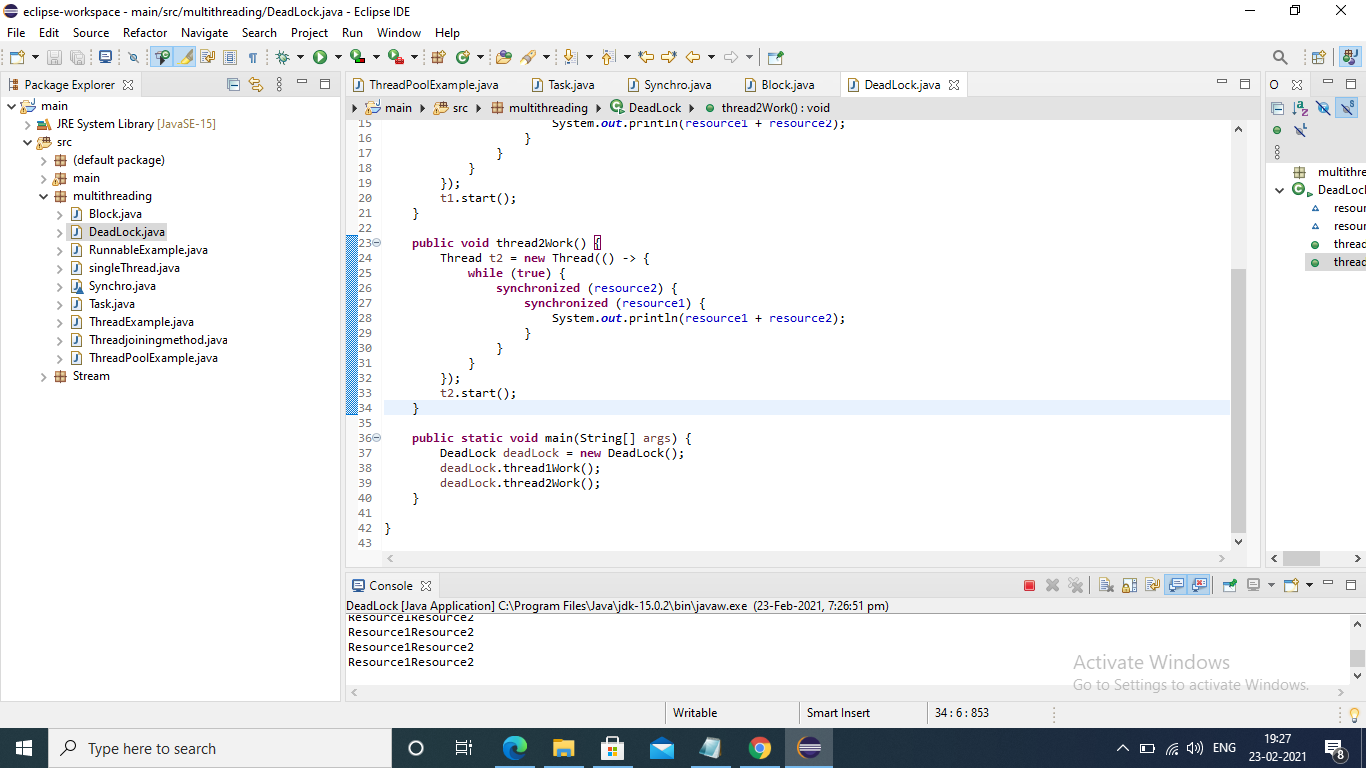 eclipse-workspace - main/src/multithreading/DeadLock.java - Eclipse IDE
File Edit Source Refactor Navigate Search Project Run Window Help
Package Explorer
main
JRE System Library [JavaSE-15]
src
(default package)
main
multithreading
Block.java
DeadLock.java
RunnableExample.java
singleThread.java
Synchro.java
Task.java
ThreadExample.java
Threadjoiningmethod.java
ThreadPoolExample.java
Stream
ThreadPoolExample.java Task.java Synchro.java Block.java DeadLock.java
main src multithreading DeadLock thread2Work() : void
15 System.out.println(resource1 + resource2);
16 }
17 }
18 }
19 });
20 t1.start();
21 }
22
23 public void thread2Work() {
24 Thread t2 = new Thread(() -> {
25 while (true) {
26 synchronized (resource2) {
27 synchronized (resource1) {
28 System.out.println(resource1 + resource2);
29 }
30 }
31 }
32 });
33 t2.start();
34 }
35
36 public static void main(String[] args) {
37 DeadLock deadLock = new DeadLock();
38 deadLock.thread1Work();
39 deadLock.thread2Work();
40 }
41
42 }
43
O
multithre
DeadLock
resour
resour
thread
thread
Console
DeadLock [Java Application] C:\Program Files\Java\jdk-15.0.2\bin\javaw.exe (23-Feb-2021, 7:26:51 pm)
Resource1Resource2
Resource1Resource2
Resource1Resource2
Resource1Resource2
Activate Windows
Go to Settings to activate Windows.
Writable Smart Insert 34 : 6 : 853
Type here to search
ENG
19:27
23-02-2021
8